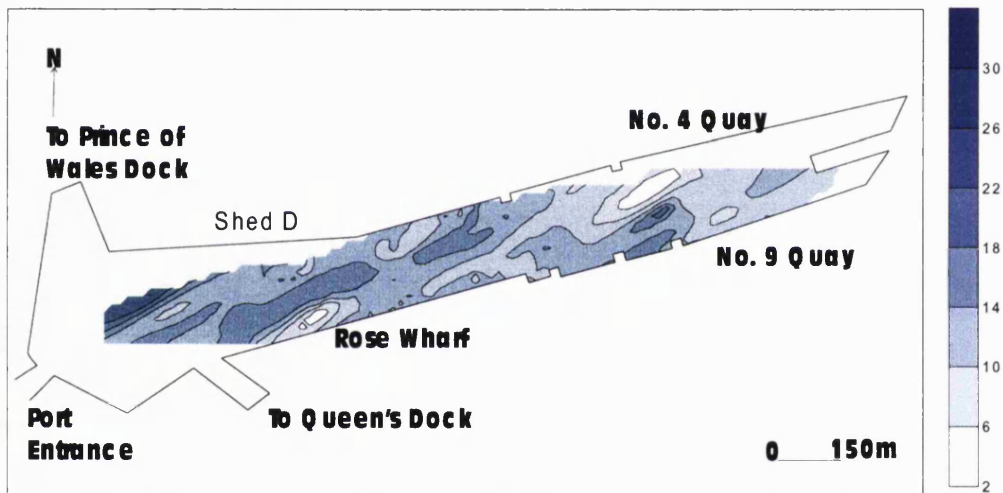 N
To Prince of
Wales Dock
Shed D
No. 4 Quay
No. 9 Quay
Rose Wharf
Port
Entrance
To Queen's Dock
0 150m
30
26
22
18
14
10
6
2